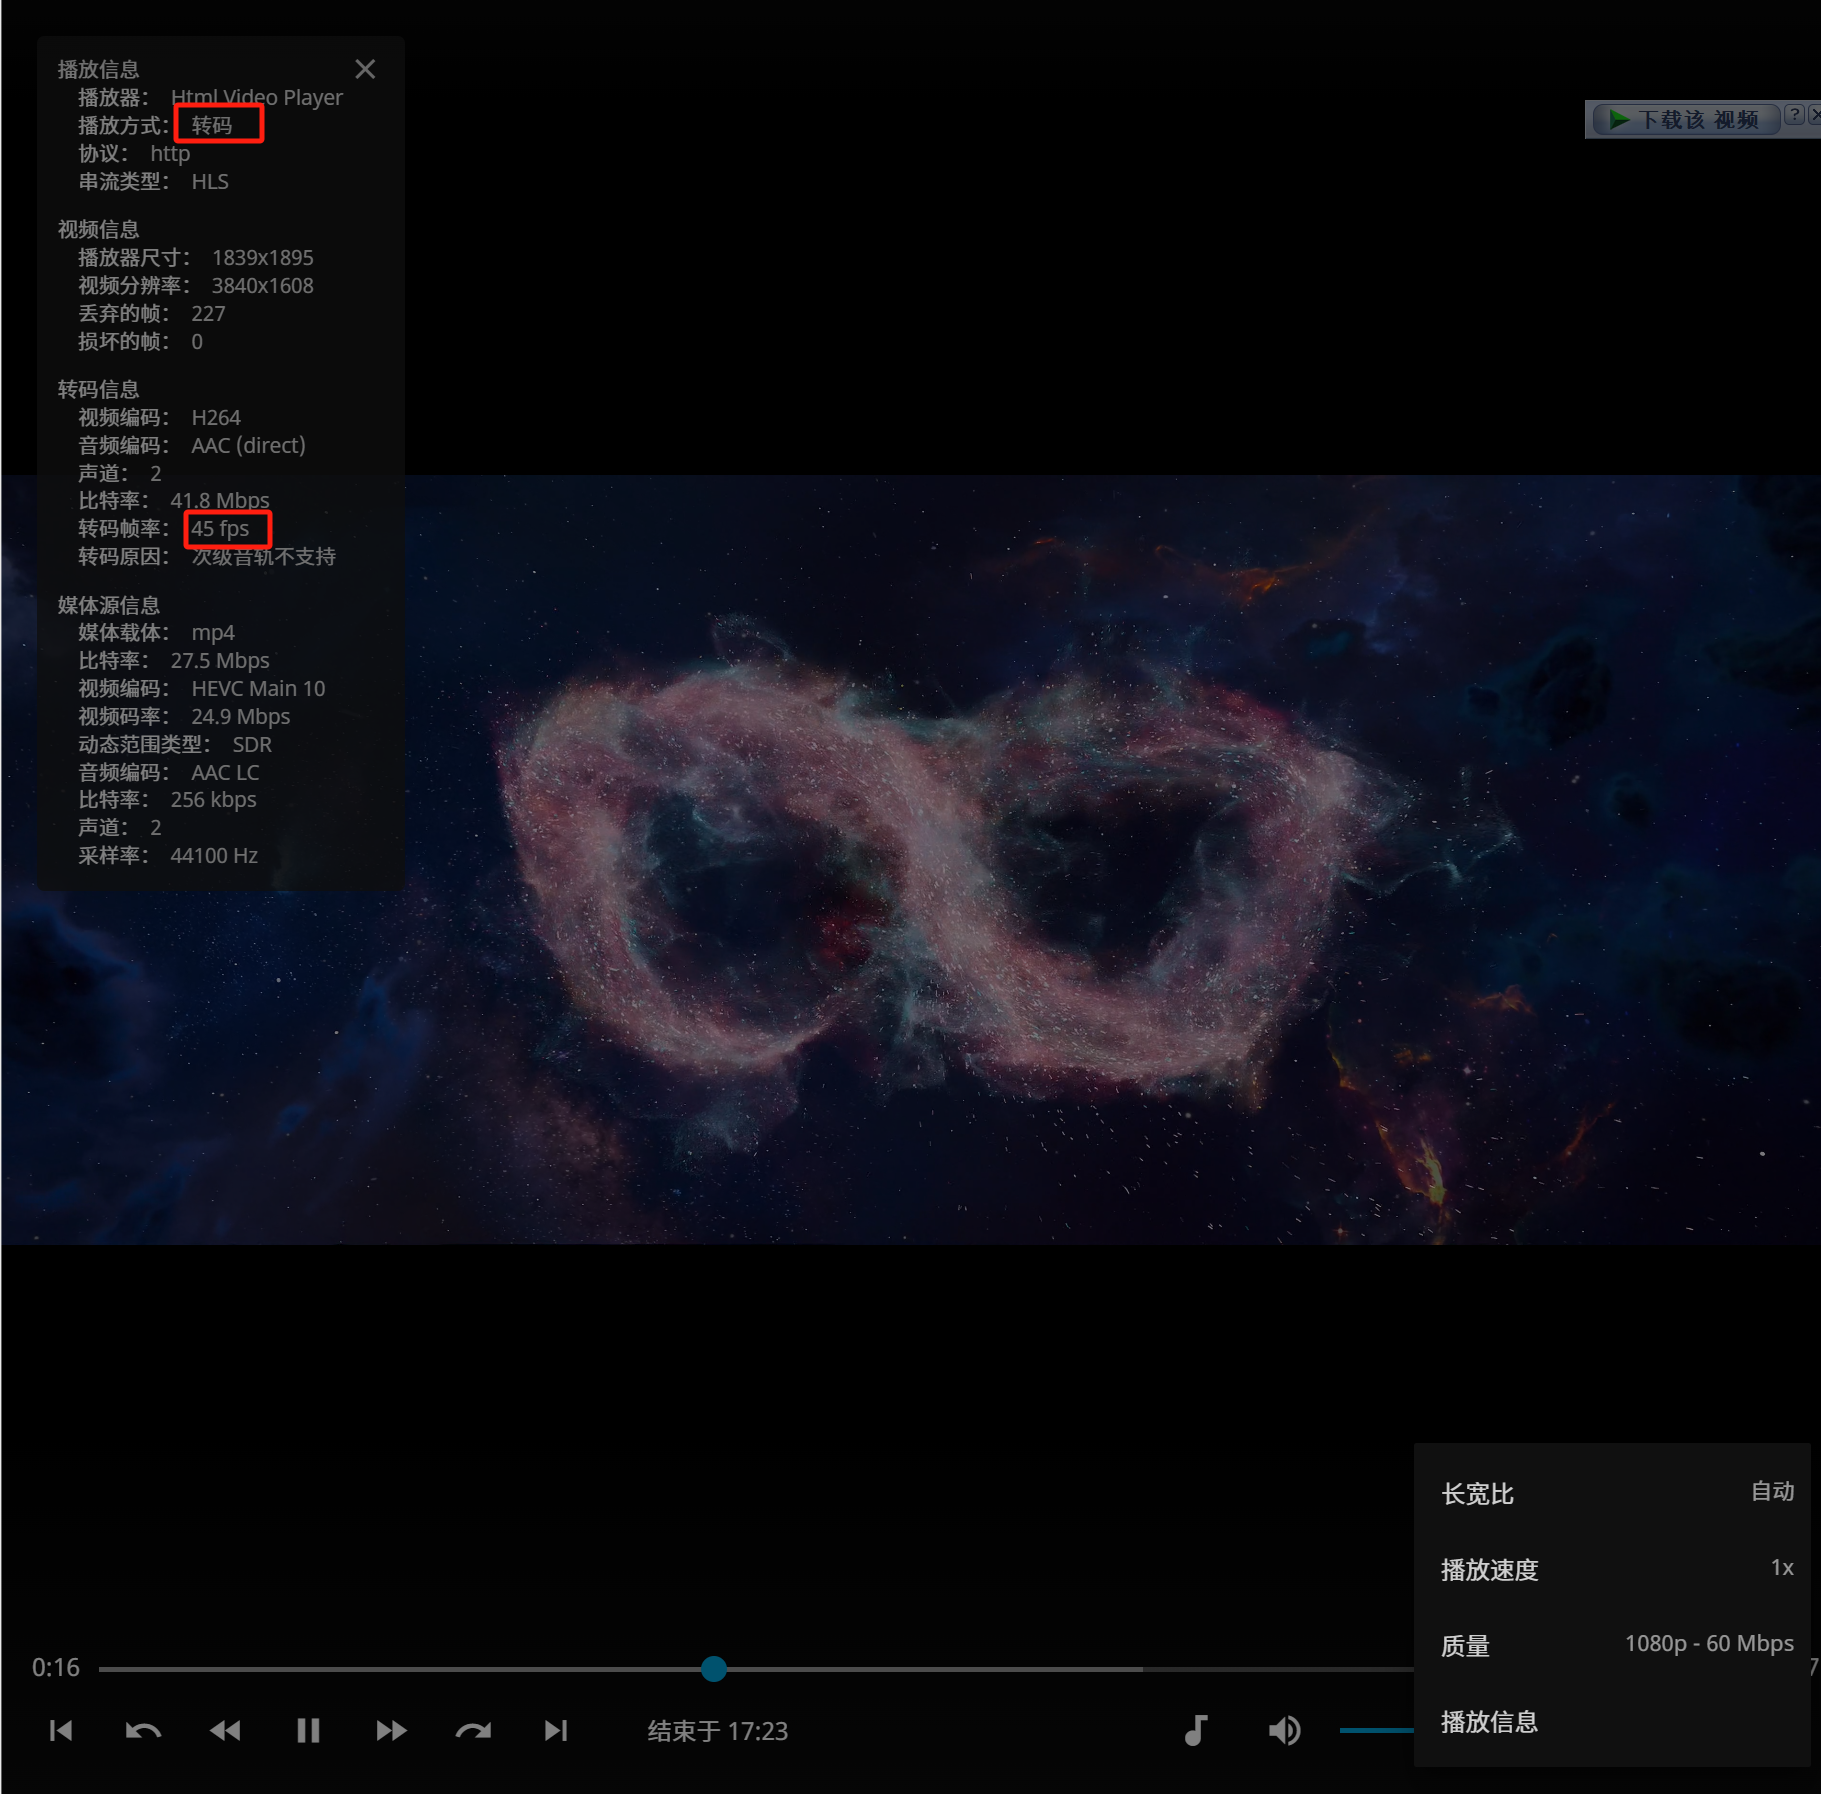 播放信息
播放器： Html Video Player
播放方式： 转码
协议： http
串流类型： HLS
视频信息
播放器尺寸： 1839x1895
视频分辨率： 3840x1608
丢弃的帧： 227
损坏的帧： 0
转码信息
视频编码： H264
音频编码： AAC (direct)
声道： 2
比特率： 41.8 Mbps
转码帧率： 45 fps
转码原因： 次级音轨不支持
媒体源信息
媒体载体： mp4
比特率： 27.5 Mbps
视频编码： HEVC Main 10
视频码率： 24.9 Mbps
动态范围类型： SDR
音频编码： AAC LC
比特率： 256 kbps
声道： 2
采样率： 44100 Hz
下载该 视频 ?
长宽比 自动
播放速度 1x
质量 1080p - 60 Mbps
播放信息
0:16
7
结束于 17:23